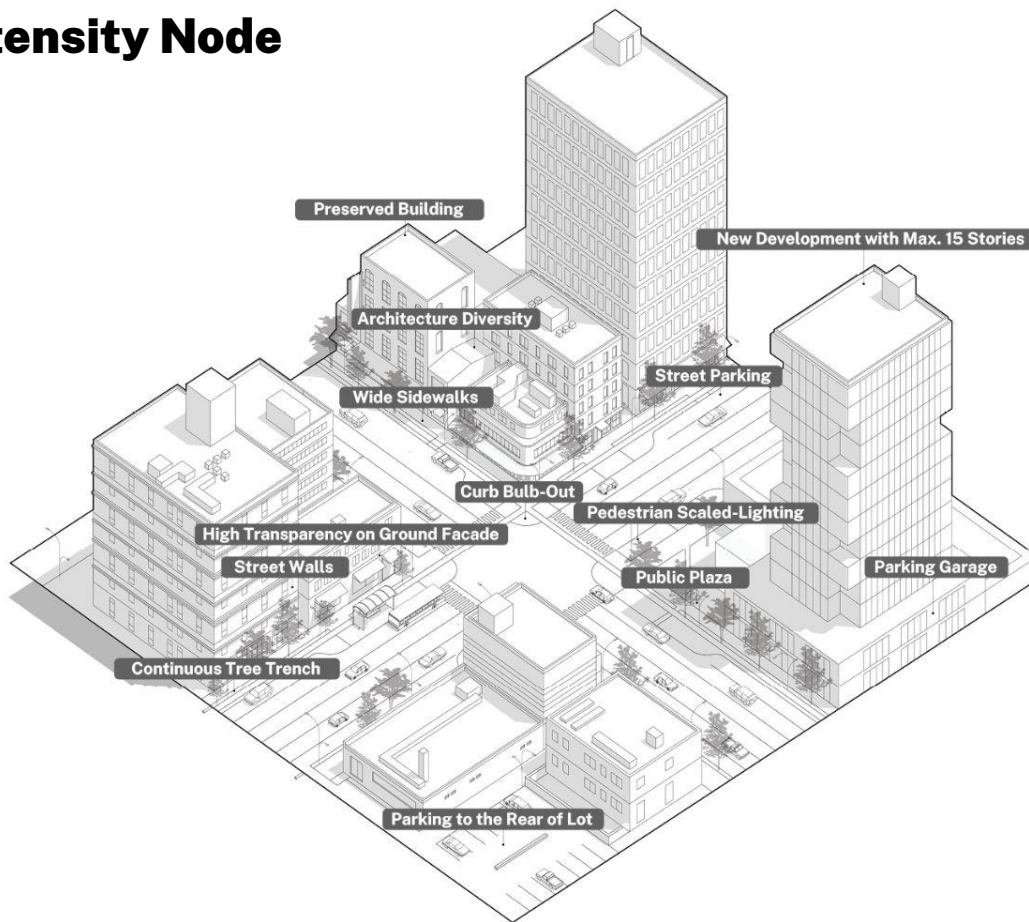 tensity Node
Preserved Building
New Development with Max. 15 Stories
Architecture Diversity
Street Parking
Wide Sidewalks
Curb Bulb-Out
Pedestrian Scaled-Lighting
High Transparency on Ground Facade
Street Walls
Public Plaza
Parking Garage
Continuous Tree Trench
Parking to the Rear of Lot